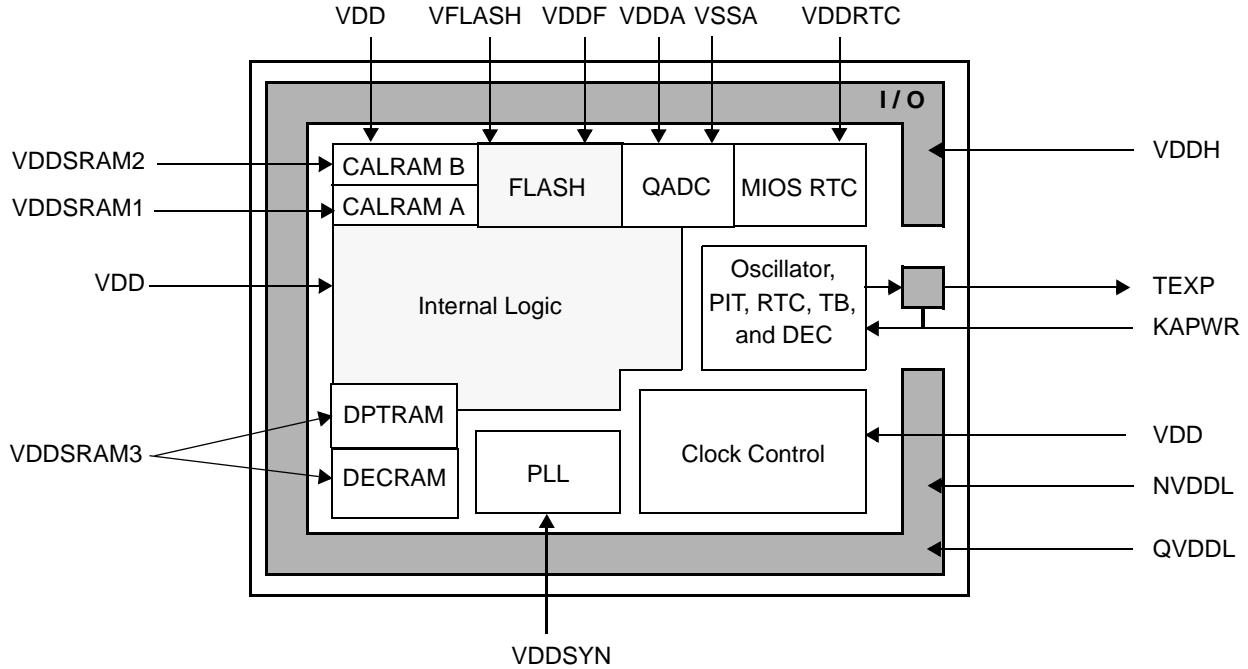 VDD
VFLASH
VDDF
VDDA
VSSA
VDDRTC
I / O
VDDSRAM2
CALRAM B
FLASH
QADC
MIOS RTC
VDDH
VDDSRAM1
CALRAM A
VDD
Internal Logic
Oscillator,
PIT, RTC, TB,
and DEC
TEXP
KAPWR
DPTRAM
VDDSRAM3
DECRAM
PLL
Clock Control
VDD
NVDDL
QVDDL
VDDSYN